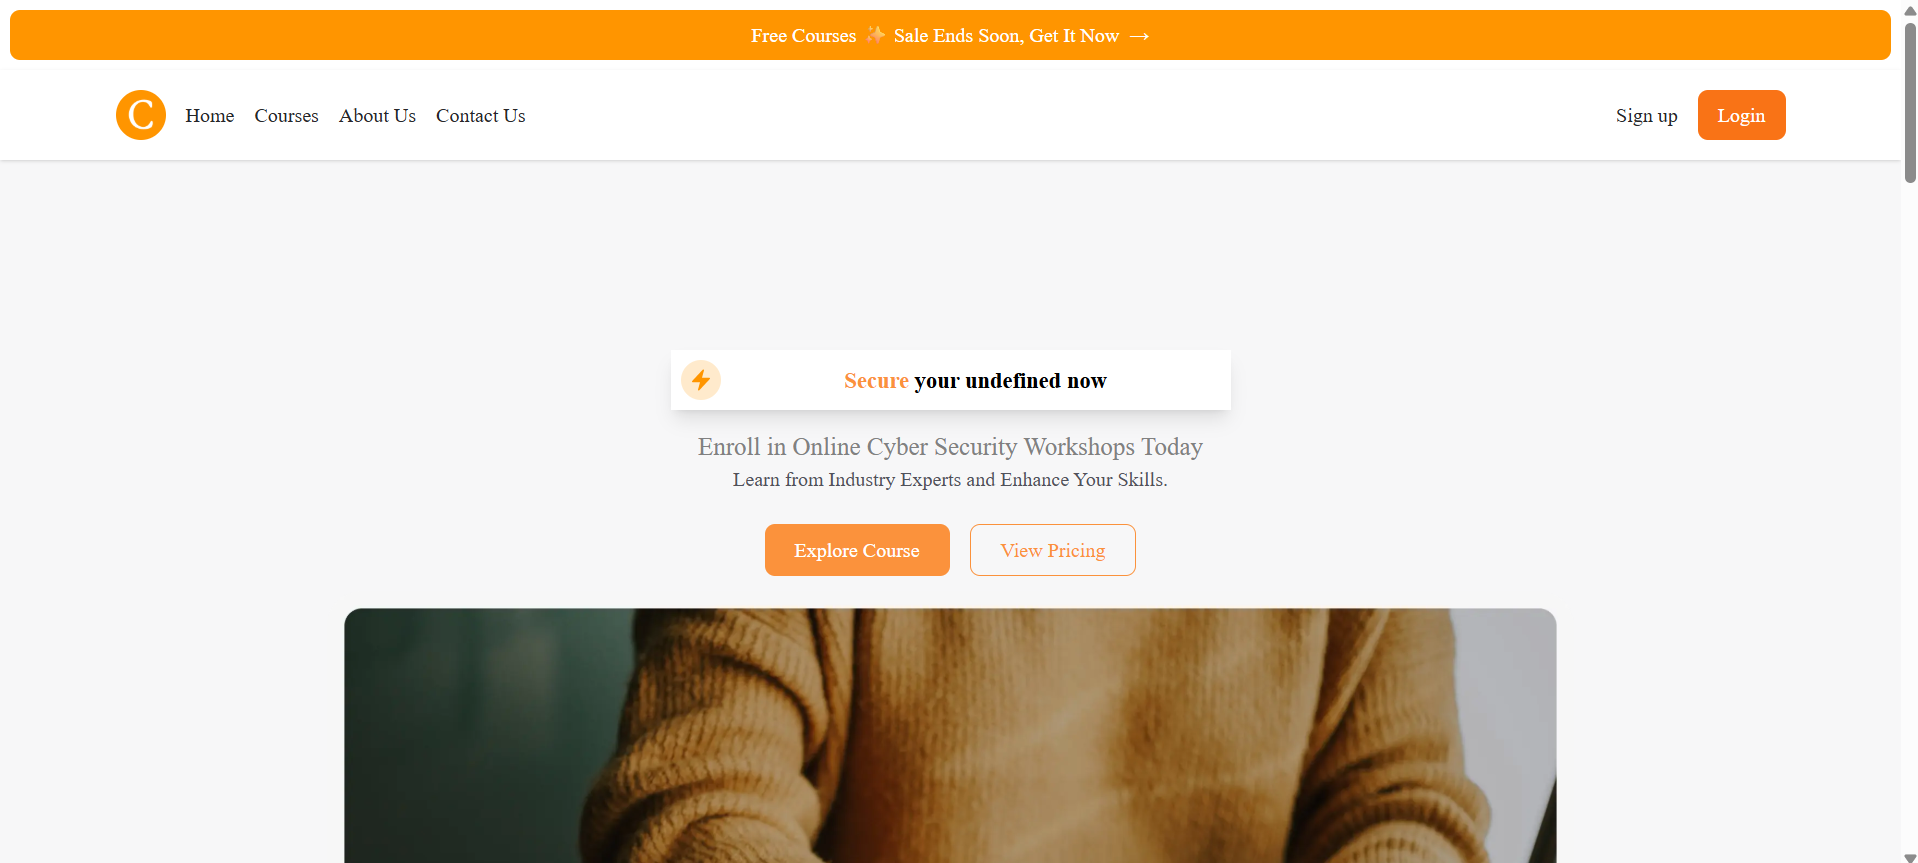 Free Courses ✨ Sale Ends Soon, Get It Now →
C Home Courses About Us Contact Us Sign up Login
Secure your undefined now
Enroll in Online Cyber Security Workshops Today
Learn from Industry Experts and Enhance Your Skills.
Explore Course View Pricing